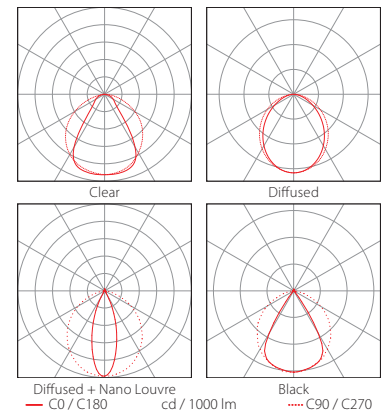 Clear
Diffused
Diffused + Nano Louvre
Black
C0 / C180 cd / 1000 lm C90 / C270